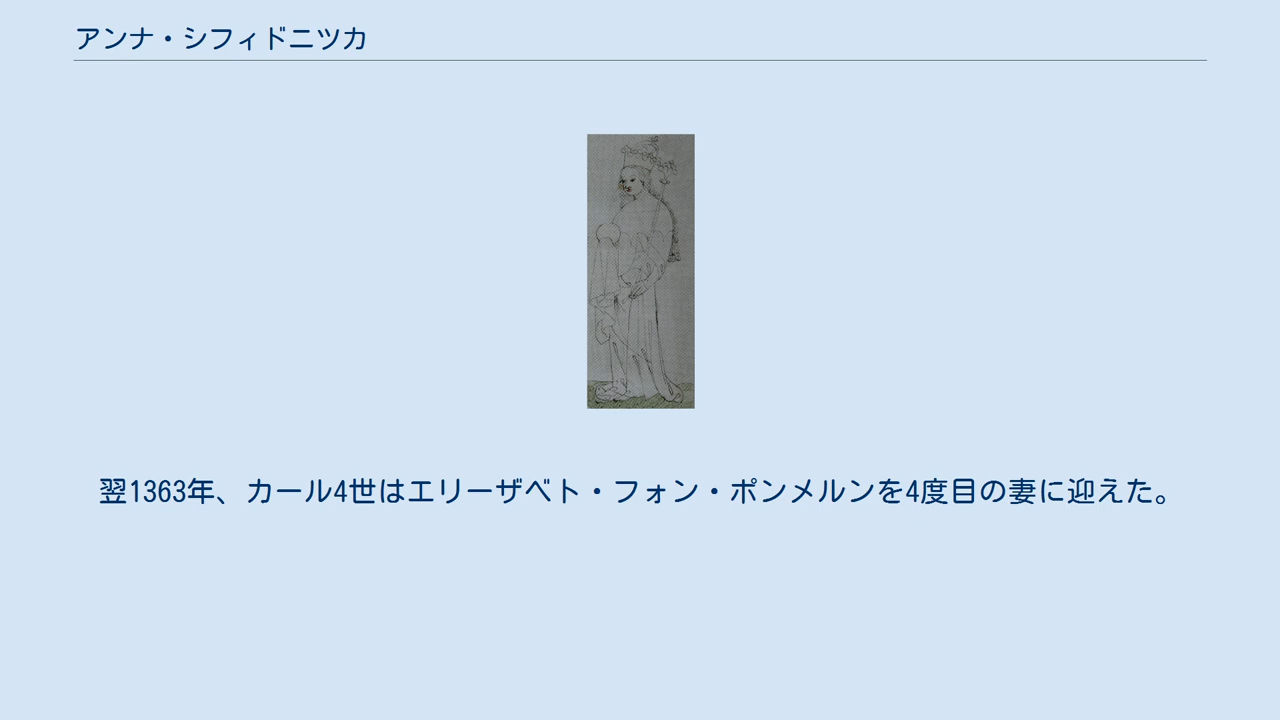 アンナ・シフィドニツカ
翌1363年、カール4世はエリーザベト・フォン・ポンメルンを4度目の妻に迎えた。